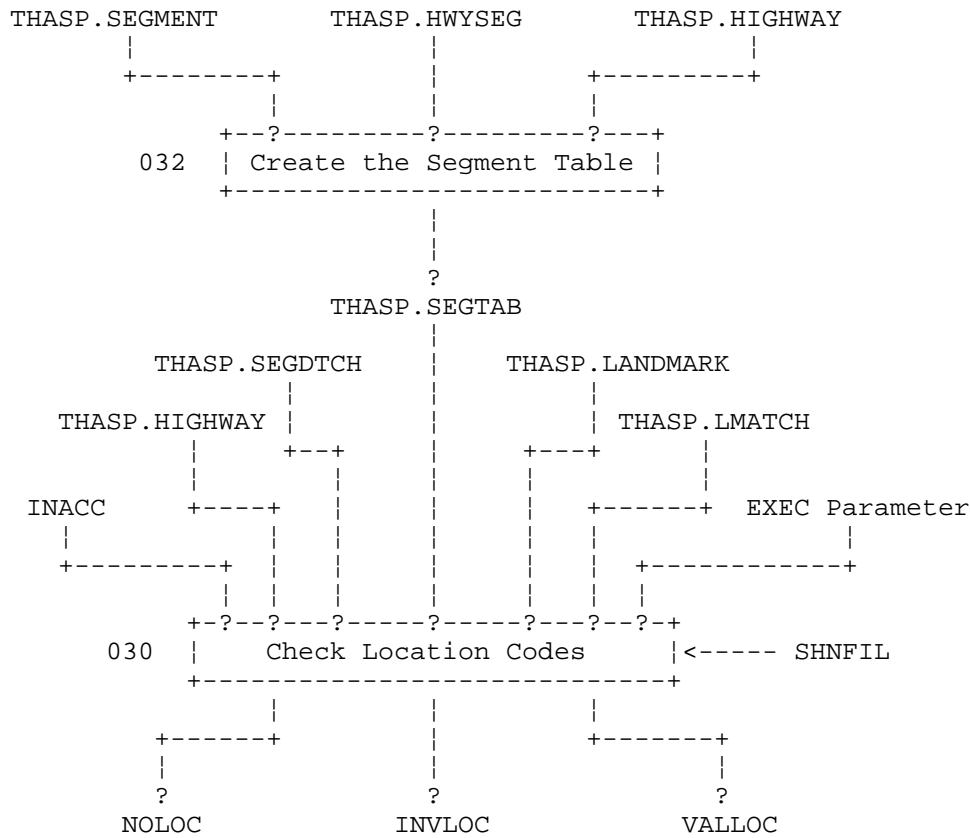 THASP.SEGMENT THASP.HWYSEG THASP.HIGHWAY
032 Create the Segment Table
THASP.SEGTAB
THASP.SEGDTCH THASP.LANDMARK
THASP.HIGHWAY THASP.LMATCH
INACC EXEC Parameter
030 Check Location Codes <----- SHNFIL
NOLOC INVLOC VALLOC